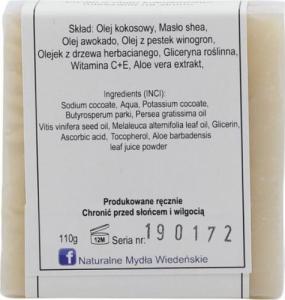 Skład: Olej kokosowy, Masło shea,
Olej awokado, Olej z pestek winogron,
Olejek z drzewa herbacianego, Gliceryna roślinna,
Witamina C+E, Aloe vera extrakt,
Ingredients (INCI):
Sodium cocoate, Aqua, Potassium cocoate,
Butyrosperum parki, Persea gratissima oil
Vitis vinifera seed oil, Melaleuca alternifolia leaf oil, Glicerin,
Ascorbic acid, Tocopherol, Aloe barbadensis
leaf juice powder
Produkowane ręcznie
Chronić przed słońcem i wilgocią
110g 12M Seria nr: 190172
f Naturalne Mydła Wiedeńskie